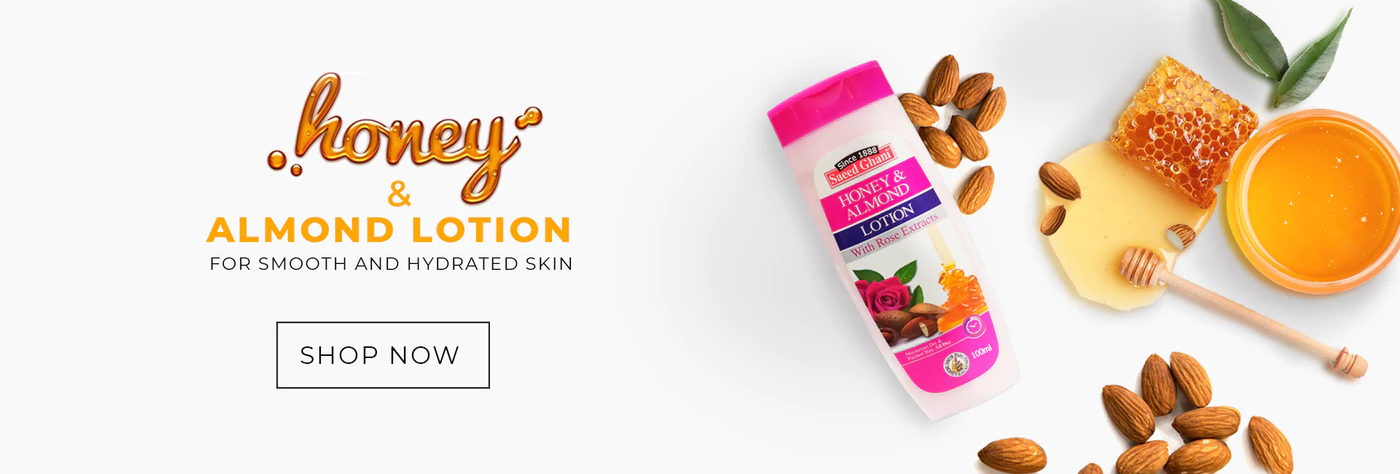 honey
&
ALMOND LOTION
FOR SMOOTH AND HYDRATED SKIN
SHOP NOW
Since 1888
Saeed Ghani
HONEY &
ALMOND
LOTION
With Rose Extracts
100ml